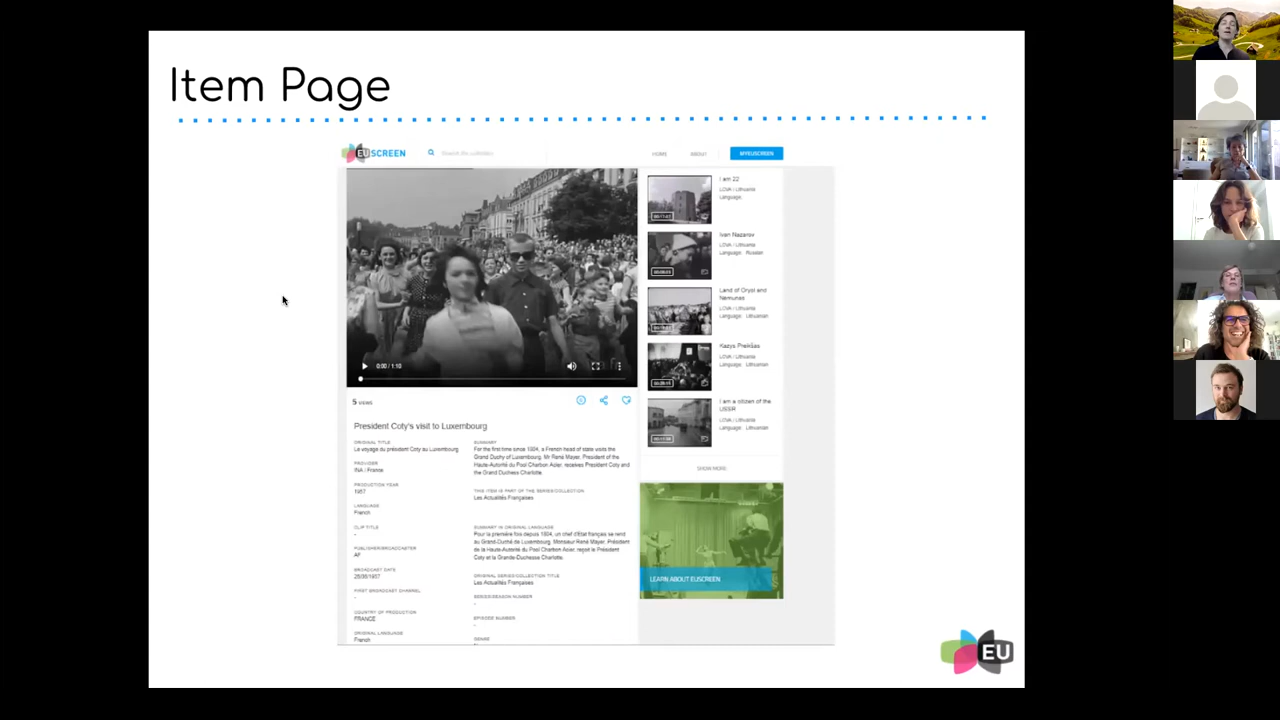 Item Page
EUSCREEN
Search the collection
HOME
ABOUT
#MYEUSCREEN
I am 22
LCVA / Lithuania
Language:
Ivan Nazarov
LCVA / Lithuania
Language: Russian
Land of Gryci and
Nemunas
LCVA / Lithuania
Language: Lithuanian
Kazys Preikšas
LCVA / Lithuania
Language: Lithuanian
I am a citizen of the
USSR
LCVA / Lithuania
Language: Lithuanian
SHOW MORE
LEARN ABOUT EUSCREEN
0:00 / 1:10
5 VIEWS
President Coty's visit to Luxembourg
ORIGINAL TITLE
Le voyage du président Coty au Luxembourg
PROVIDER
INA / France
PRODUCTION YEAR
1957
LANGUAGE
French
CLIP TITLE
-
PUBLISHER/BROADCASTER
AF
BROADCAST DATE
FIRST BROADCAST CHANNEL
-
COUNTRY OF PRODUCTION
FRANCE
ORIGINAL LANGUAGE
French
SUMMARY
For the first time since 1924, a French head of state visits the
Grand Duchy of Luxembourg. Mr René Mayer, President of the
Haute-Autorité du Pool Charbon Acier, receives President Coty and
the Grand Duchess Charlotte.
THIS ITEM IS PART OF THE SERIES/COLLECTION
Les Actualités Françaises
SUMMARY IN ORIGINAL LANGUAGE
Pour la première fois depuis 1924, un chef d'Etat français se rend
au Grand-Duché de Luxembourg. Monsieur René Mayer, Président
de la Haute-Autorité du Pool Charbon Acier, reçoit le Président
Coty et la Grande-Duchesse Charlotte.
ORIGINAL SERIES/COLLECTION TITLE
Les Actualités Françaises
SERIES/SEASON NUMBER
-
EPISODE NUMBER
-
GENRE
EU